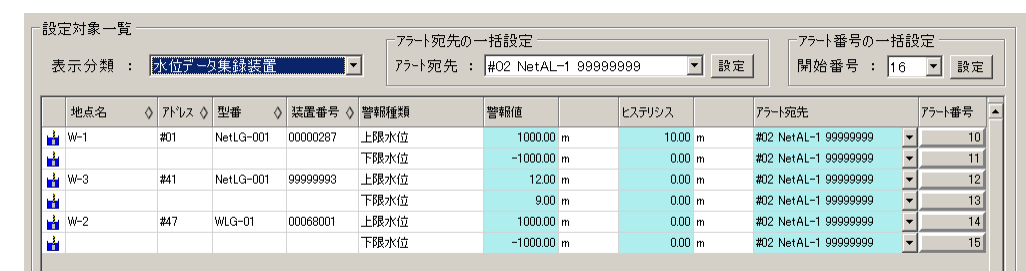 設定対象一覧
アラート宛先の一括設定
アラート番号の一括設定
表示分類 : 水位データ集録装置
アラート宛先 : #02 NetAL-1 99999999 設定
開始番号 : 16 設定
地点名 アドレス 型番 装置番号 警報種類 警報値 ヒステリシス アラート宛先 アラート番号
W-1 #01 NetLG-001 00000287 上限水位 1000.00 m 10.00 m #02 NetAL-1 99999999 10
下限水位 -1000.00 m 0.00 m #02 NetAL-1 99999999 11
W-3 #41 NetLG-001 99999993 上限水位 12.00 m 0.00 m #02 NetAL-1 99999999 12
下限水位 9.00 m 0.00 m #02 NetAL-1 99999999 13
W-2 #47 WLG-01 00068001 上限水位 1000.00 m 0.00 m #02 NetAL-1 99999999 14
下限水位 -1000.00 m 0.00 m #02 NetAL-1 99999999 15